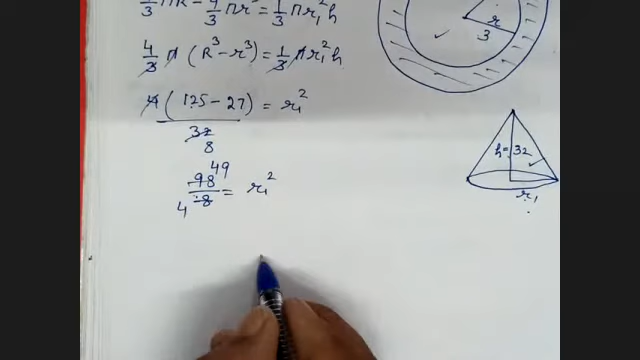 4/3 πR³ - 4/3 πr³ = 1/3 πr₁²h
4/3 π (R³ - r³) = 1/3 πr₁²h
4 (125 - 27) = r₁²
32
8
98 49 = r₁²
4 8
r
3
h = 32
r₁